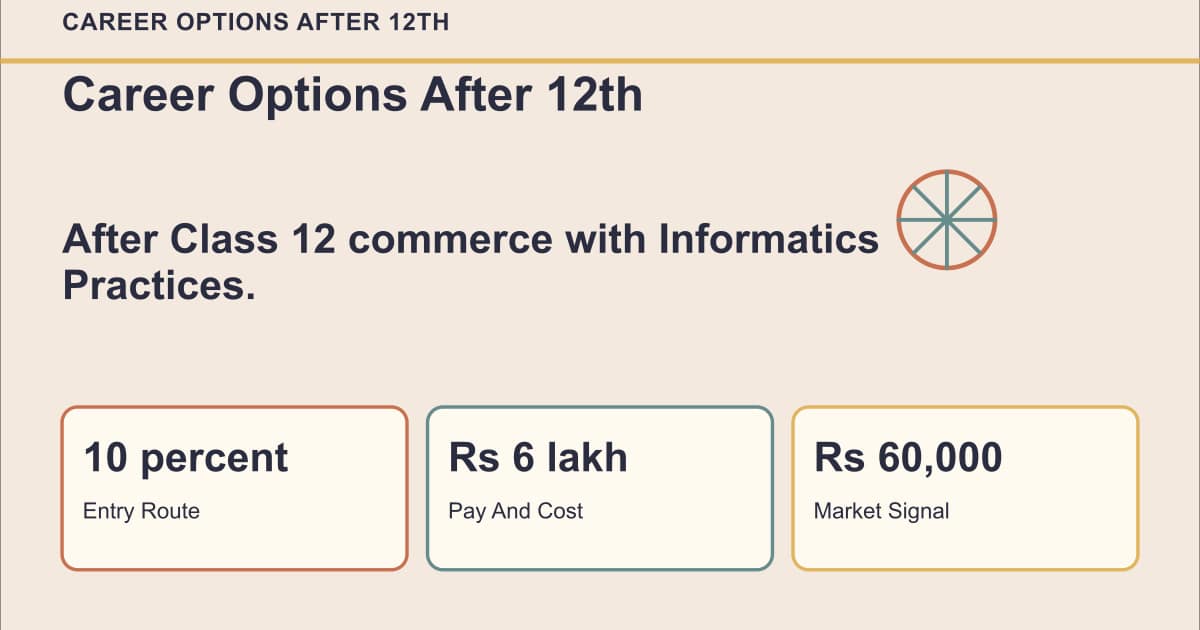 CAREER OPTIONS AFTER 12TH
Career Options After 12th
After Class 12 commerce with Informatics
Practices.
10 percent
Entry Route
Rs 6 lakh
Pay And Cost
Rs 60,000
Market Signal